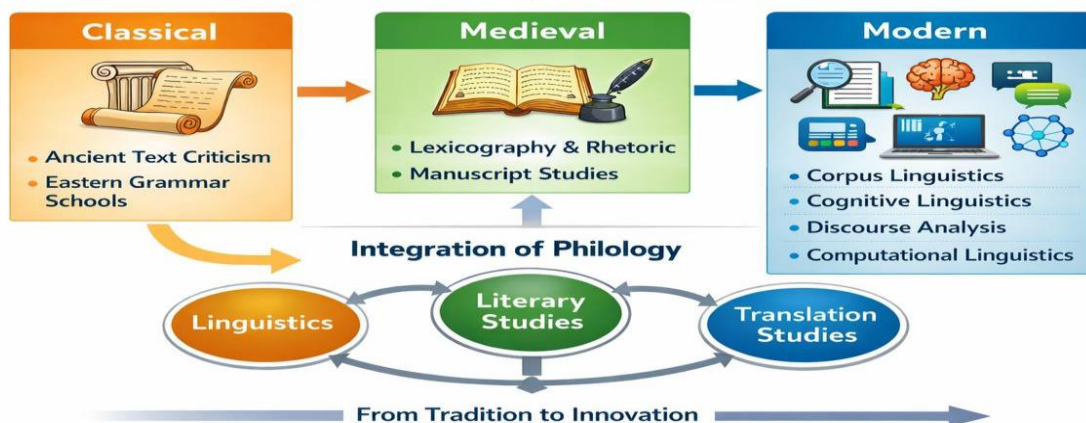 Classical
• Ancient Text Criticism
• Eastern Grammar
Schools
Medieval
• Lexicography & Rhetoric
• Manuscript Studies
Modern
• Corpus Linguistics
• Cognitive Linguistics
• Discourse Analysis
• Computational Linguistics
Integration of Philology
Linguistics
Literary
Studies
Translation
Studies
From Tradition to Innovation